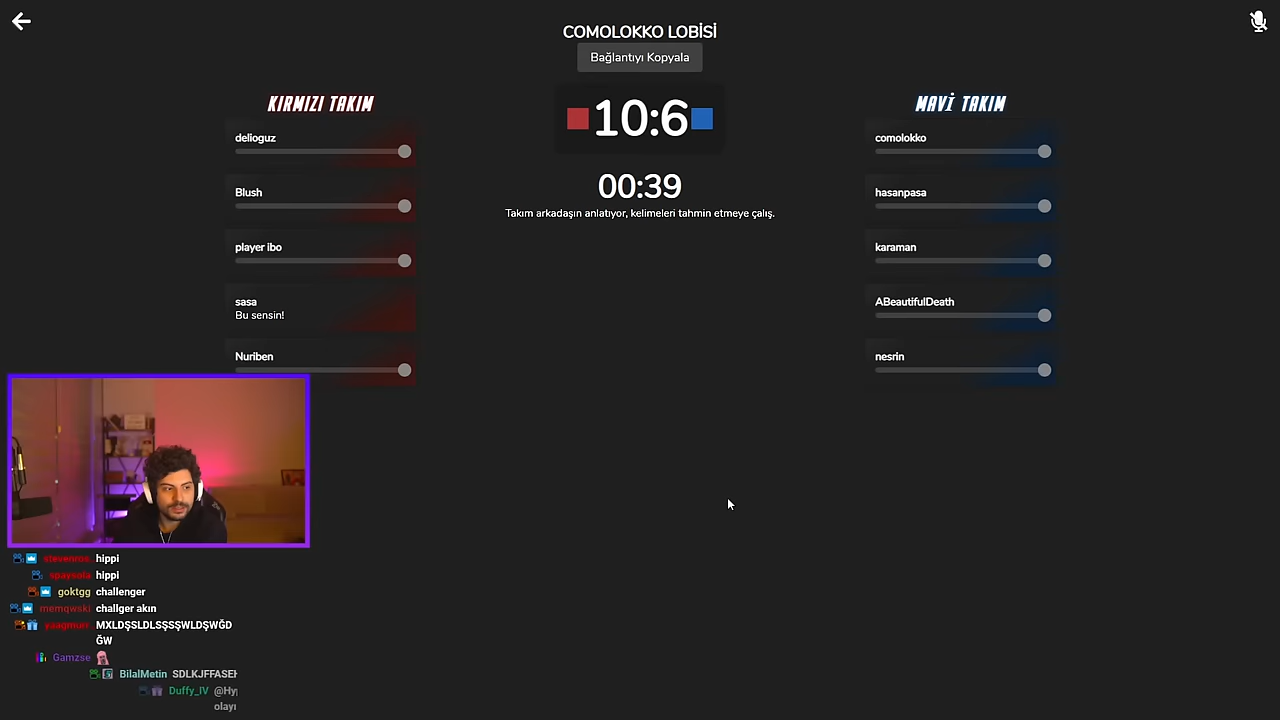 COMOLOKKO LOBİSİ
Bağlantıyı Kopyala
KIRMIZI TAKIM
10:6
MAVİ TAKIM
delioguz
comolokko
00:39
Blush
hasanpasa
Takım arkadaşın anlatıyor, kelimeleri tahmin etmeye çalış.
player ibo
karaman
sasa
Bu sensin!
ABeautifulDeath
Nuriben
nesrin
hippi
hippi
goktgg challenger
memqwski challger akın
MXLDŞSLDLSŞSŞWLDŞWĞD
ĞW
Gamzse
BilalMetin SDLKJFFASE
Duffy_IV @Hy
olayı